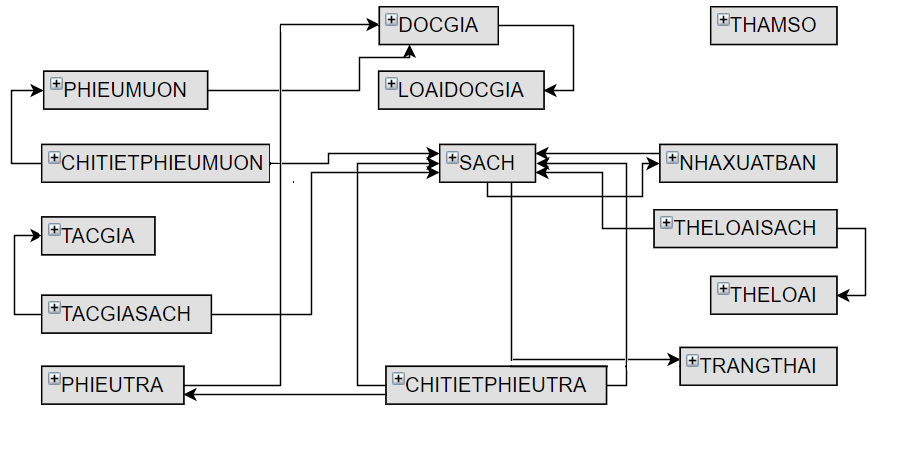 DOCGIA
THAMSO
PHIEUMUON
LOAIDOCGIA
CHITIETPHIEUMUON
SACH
NHAXUATBAN
TACGIA
THELOAISACH
TACGIASACH
THELOAI
PHIEUTRA
CHITIETPHIEUTRA
TRANGTHAI